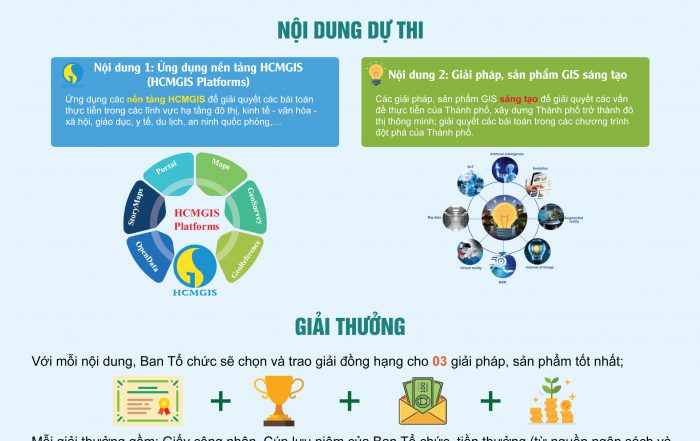 NỘI DUNG DỰ THI
Nội dung 1: Ứng dụng nền tảng HCMGIS
(HCMGIS Platforms)
Ứng dụng các nền tảng HCMGIS để giải quyết các bài toán
thực tiễn trong các lĩnh vực hạ tầng đô thị, kinh tế - văn hóa -
xã hội, giáo dục, y tế, du lịch, an ninh quốc phòng,...
Nội dung 2: Giải pháp, sản phẩm GIS sáng tạo
Các giải pháp, sản phẩm GIS sáng tạo để giải quyết các vấn
đề thực tiễn của Thành phố, xây dựng Thành phố trở thành đô
thị thông minh; giải quyết các bài toán trong các chương trình
đột phá của Thành phố.
Portal
Maps
StoryMaps
GeoSurvey
OpenData
GeoReference
HCMGIS
Platforms
HCMGIS
Artificial Intelligence
IoT
Analytics
Big data
Augmented
reality
Virtual reality
Internet of things
GIẢI THƯỞNG
Với mỗi nội dung, Ban Tổ chức sẽ chọn và trao giải đồng hạng cho 03 giải pháp, sản phẩm tốt nhất;
Mỗi giải thưởng gồm: Giấy công nhận, Cúp lưu niệm của Ban Tổ chức, tiền thưởng (từ nguồn ngân sách và